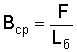 Bср = F / Lб